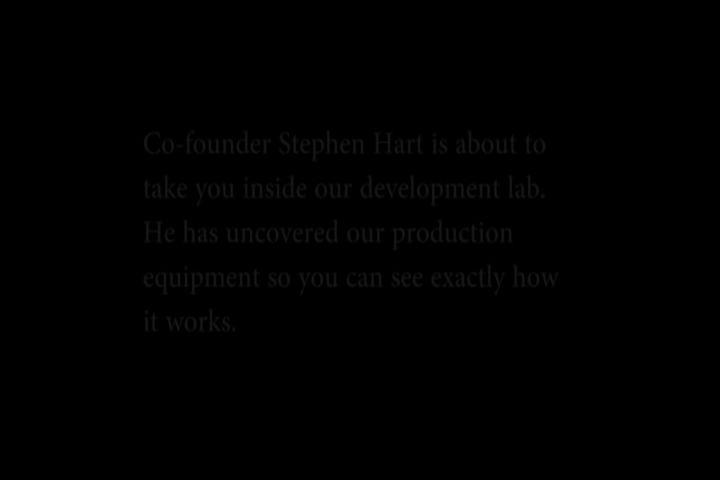 Co-founder Stephen Hart is about to
take you inside our development lab.
He has uncovered our production
equipment so you can see exactly how
it works.